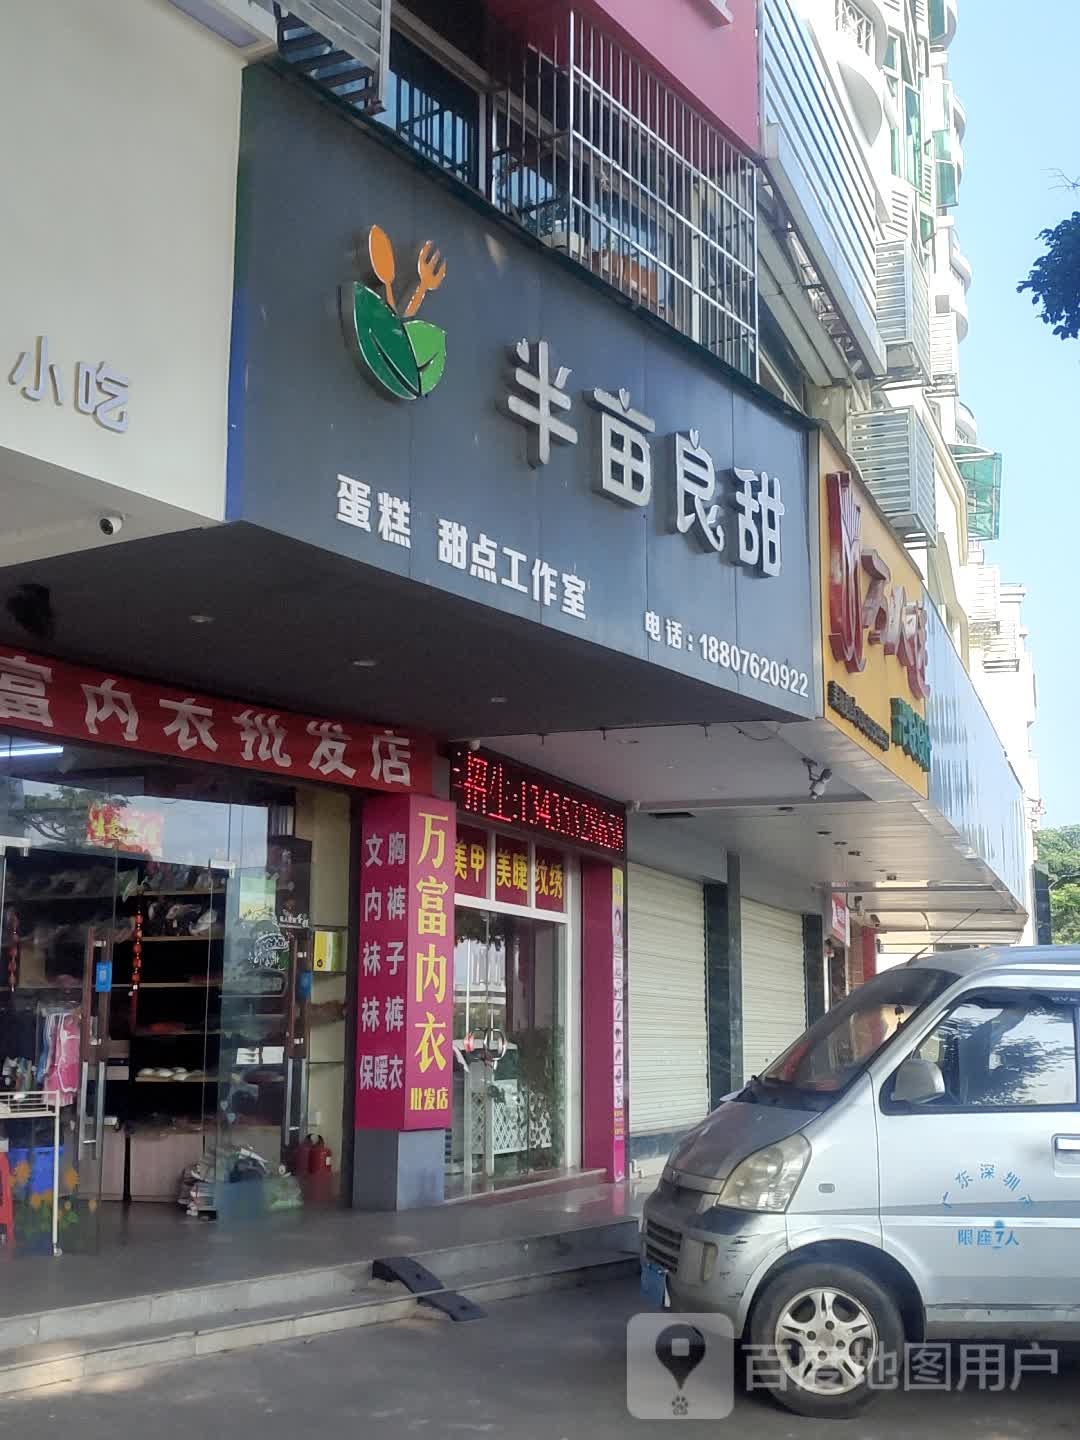 小吃
半亩良甜
蛋糕 甜点工作室
电话：18807620922
富内衣批发店
美甲 美睫 纹绣
文胸
内裤
袜子
袜裤
保暖衣
万富内衣
批发店
广东深圳
限座7人
百度地图用户